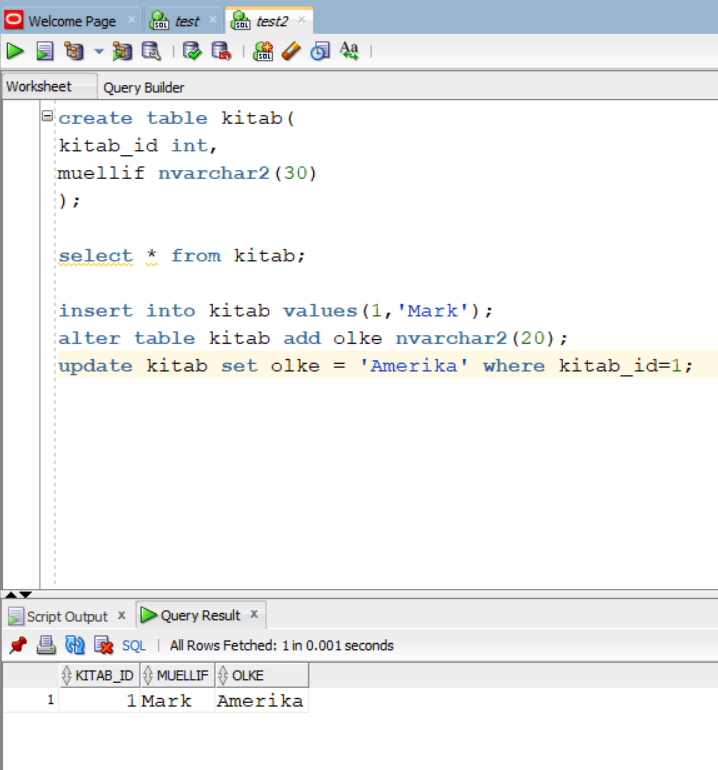 Welcome Page × test × test2 ×
Worksheet Query Builder
create table kitab(
kitab_id int,
muellif nvarchar2(30)
);
select * from kitab;
insert into kitab values(1,'Mark');
alter table kitab add olke nvarchar2(20);
update kitab set olke = 'Amerika' where kitab_id=1;
Script Output × Query Result ×
SQL | All Rows Fetched: 1 in 0.001 seconds
KITAB_ID MUELLIF OLKE
1 1 Mark Amerika